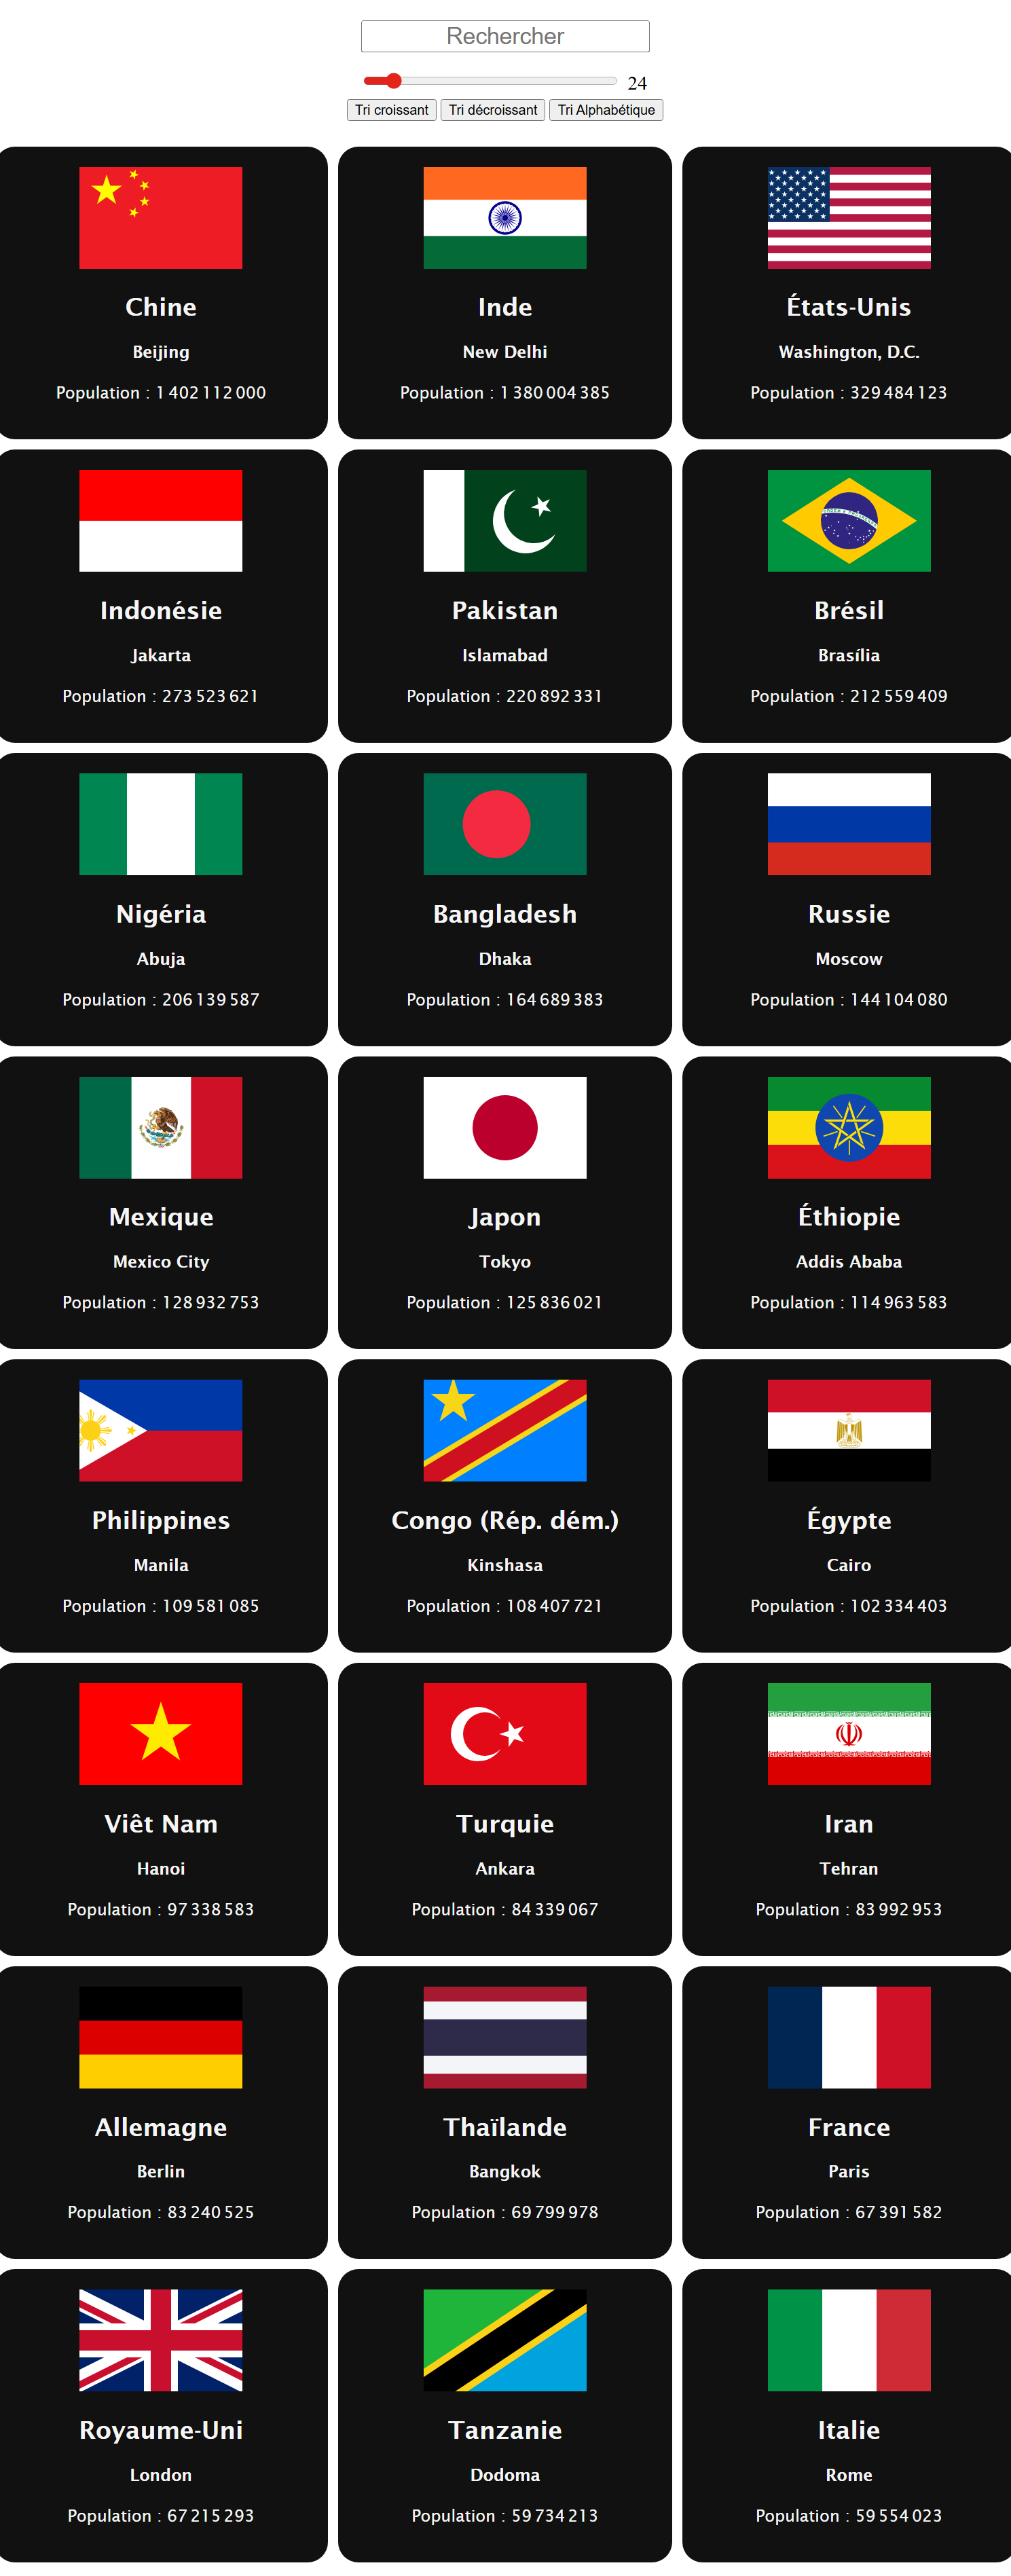 Rechercher
24
Tri croissant Tri décroissant Tri Alphabétique
Chine
Beijing
Population : 1 402 112 000
Inde
New Delhi
Population : 1 380 004 385
États-Unis
Washington, D.C.
Population : 329 484 123
Indonésie
Jakarta
Population : 273 523 621
Pakistan
Islamabad
Population : 220 892 331
Brésil
Brasília
Population : 212 559 409
Nigéria
Abuja
Population : 206 139 587
Bangladesh
Dhaka
Population : 164 689 383
Russie
Moscow
Population : 144 104 080
Mexique
Mexico City
Population : 128 932 753
Japon
Tokyo
Population : 125 836 021
Éthiopie
Addis Ababa
Population : 114 963 583
Philippines
Manila
Population : 109 581 085
Congo (Rép. dém.)
Kinshasa
Population : 108 407 721
Égypte
Cairo
Population : 102 334 403
Viêt Nam
Hanoi
Population : 97 338 583
Turquie
Ankara
Population : 84 339 067
Iran
Tehran
Population : 83 992 953
Allemagne
Berlin
Population : 83 240 525
Thaïlande
Bangkok
Population : 69 799 978
France
Paris
Population : 67 391 582
Royaume-Uni
London
Population : 67 215 293
Tanzanie
Dodoma
Population : 59 734 213
Italie
Rome
Population : 59 554 023